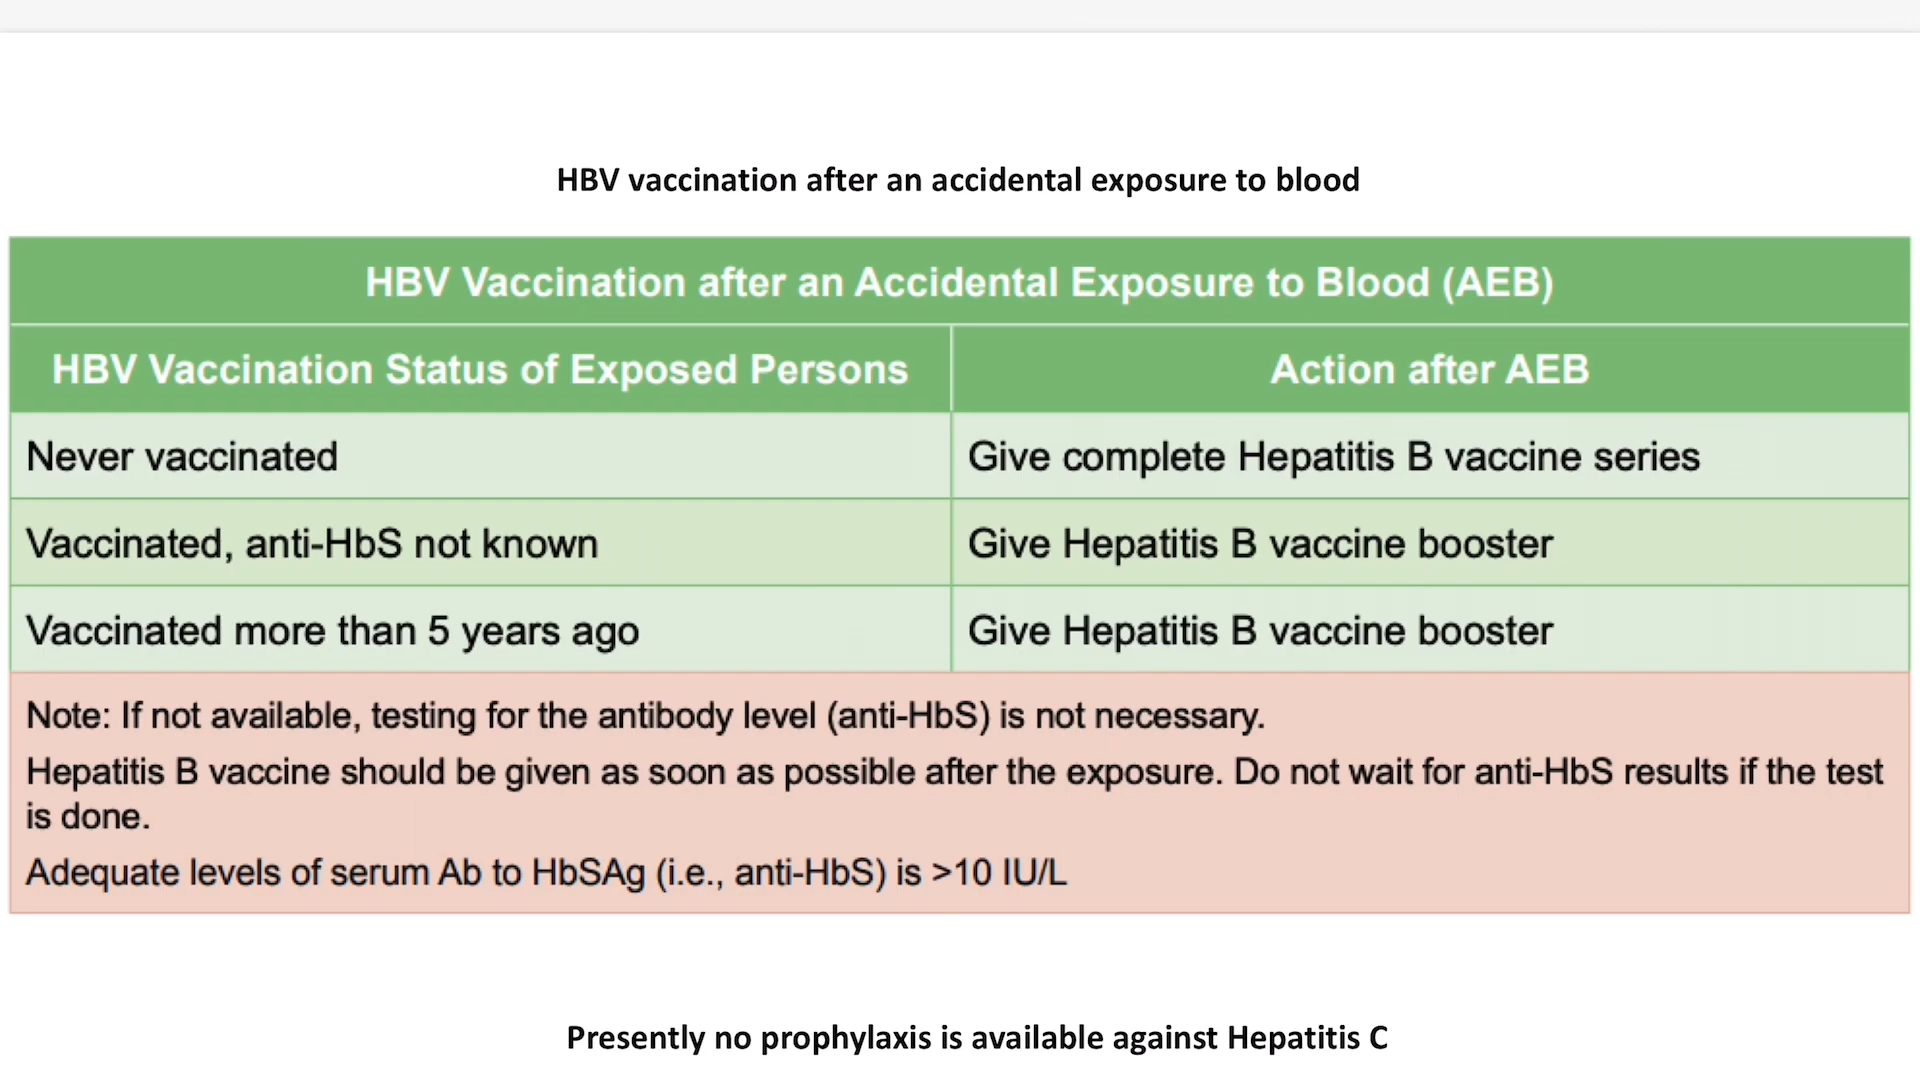 HBV vaccination after an accidental exposure to blood
HBV Vaccination after an Accidental Exposure to Blood (AEB)
HBV Vaccination Status of Exposed Persons
Action after AEB
Never vaccinated
Give complete Hepatitis B vaccine series
Vaccinated, anti-HbS not known
Give Hepatitis B vaccine booster
Vaccinated more than 5 years ago
Give Hepatitis B vaccine booster
Note: If not available, testing for the antibody level (anti-HbS) is not necessary.
Hepatitis B vaccine should be given as soon as possible after the exposure. Do not wait for anti-HbS results if the test
is done.
Adequate levels of serum Ab to HbSAg (i.e., anti-HbS) is >10 IU/L
Presently no prophylaxis is available against Hepatitis C